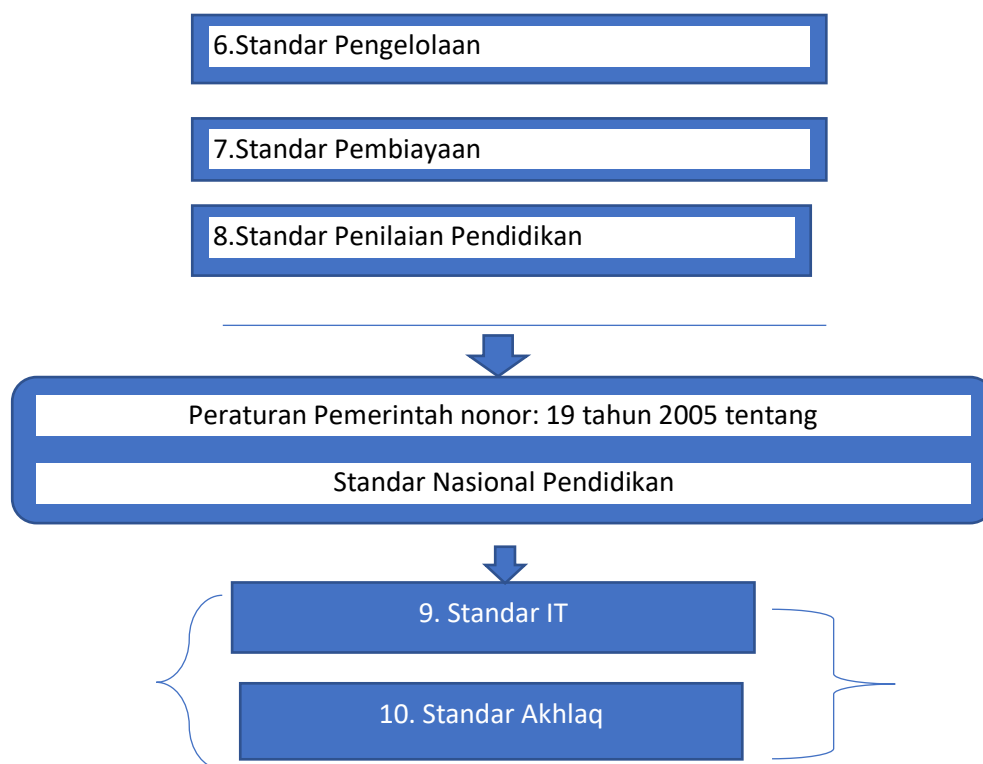 6.Standar Pengelolaan
7.Standar Pembiayaan
8.Standar Penilaian Pendidikan
Peraturan Pemerintah nonor: 19 tahun 2005 tentang
Standar Nasional Pendidikan
9. Standar IT
10. Standar Akhlaq